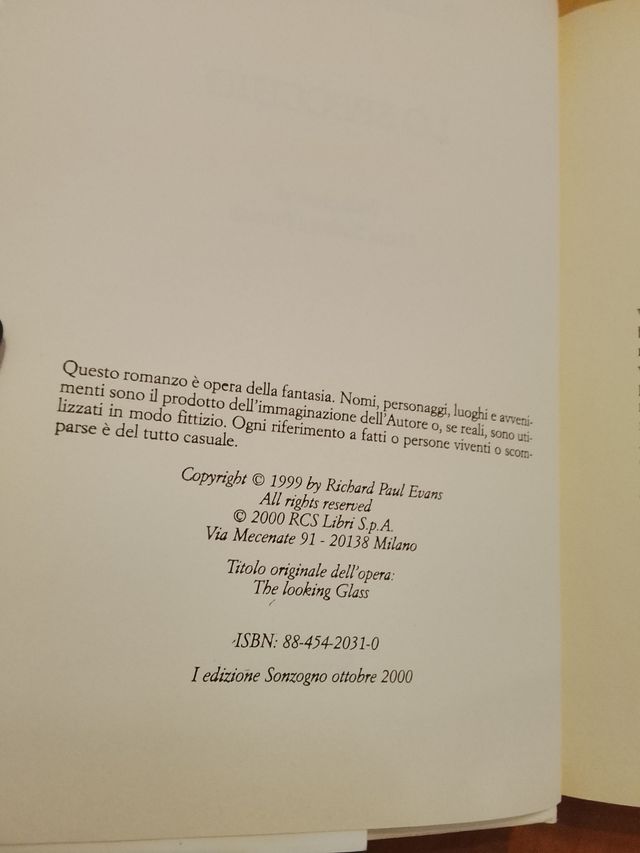 Questo romanzo è opera della fantasia. Nomi, personaggi, luoghi e avveni-
menti sono il prodotto dell'immaginazione dell'Autore o, se reali, sono uti-
lizzati in modo fittizio. Ogni riferimento a fatti o persone viventi o scom-
parse è del tutto casuale.
Copyright © 1999 by Richard Paul Evans
All rights reserved
© 2000 RCS Libri S.p.A.
Via Mecenate 91 - 20138 Milano
Titolo originale dell'opera:
The looking Glass
ISBN: 88-454-2031-0
I edizione Sonzogno ottobre 2000